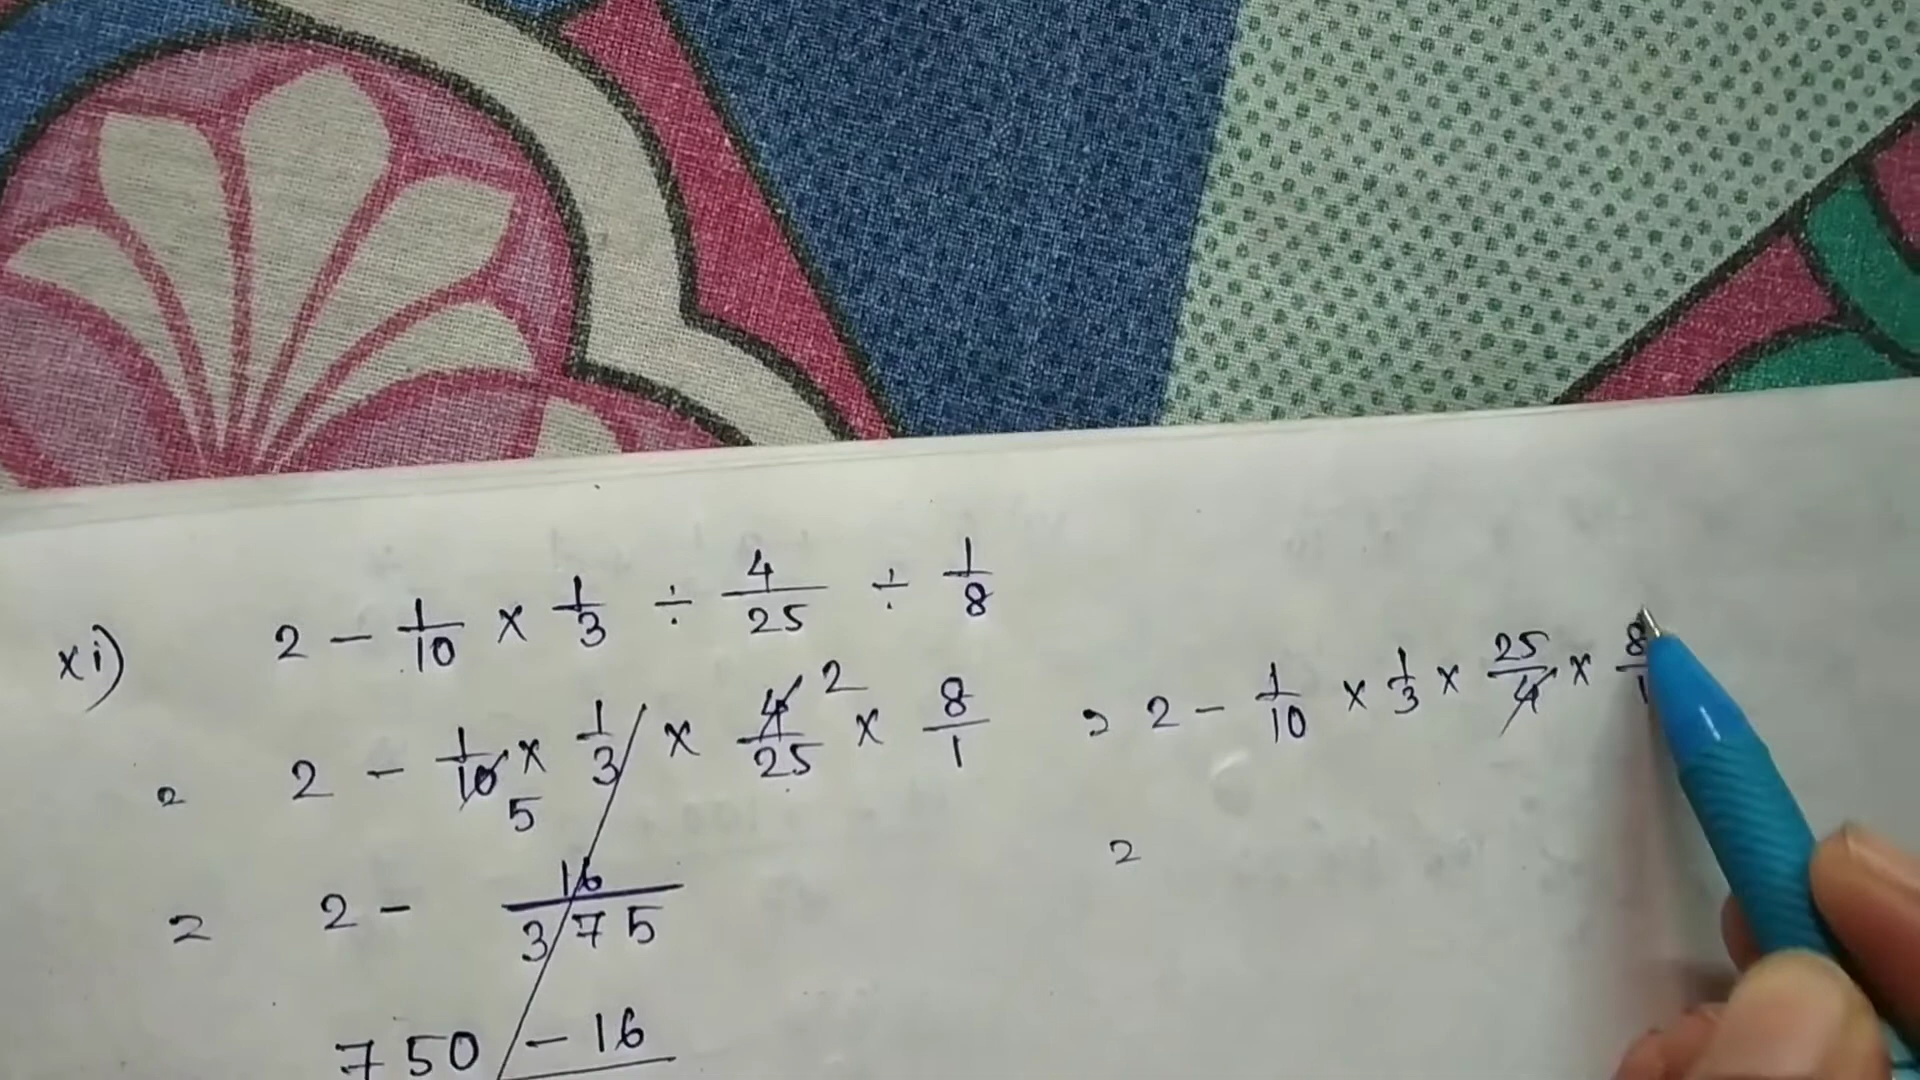 xi) 2 - 1/10 × 1/3 ÷ 4/25 ÷ 1/8
= 2 - 1/10 5 × 1/3 × 4/25 2 × 8/1
= 2 - 16/375
750 - 16
= 2 - 1/10 × 1/3 × 25/4 × 8/1
=